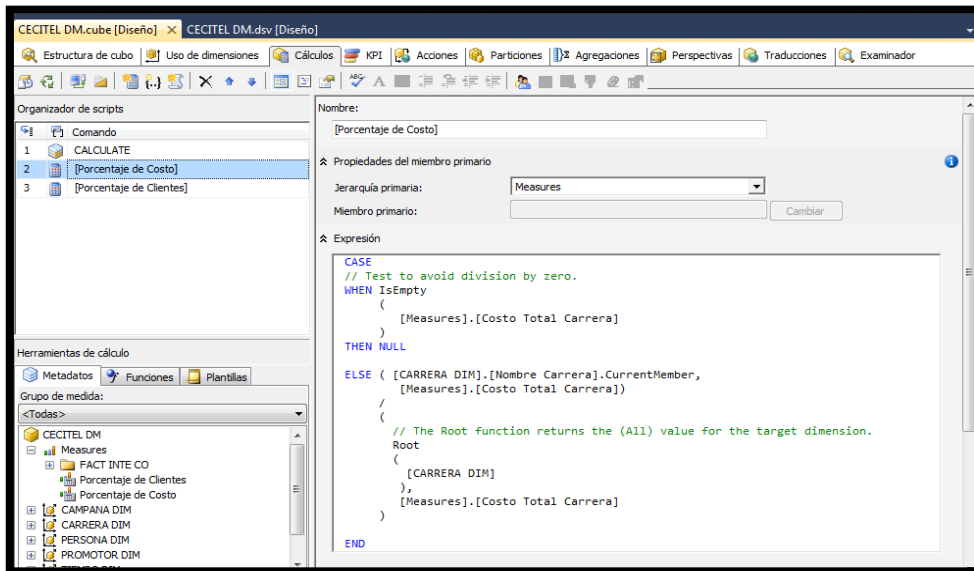 CECITEL DM.cube [Diseño] CECITEL DM.dsv [Diseño]
Estructura de cubo Uso de dimensiones Cálculos KPI Acciones Particiones Agregaciones Perspectivas Traducciones Examinador
Organizador de scripts
Comando
1 CALCULATE
2 [Porcentaje de Costo]
3 [Porcentaje de Clientes]
Herramientas de cálculo
Metadatos Funciones Plantillas
Grupo de medida:
<Todas>
CECITEL DM
Measures
FACT INTE CO
Porcentaje de Clientes
Porcentaje de Costo
CAMPANA DIM
CARRERA DIM
PERSONA DIM
PROMOTOR DIM
Nombre:
[Porcentaje de Costo]
Propiedades del miembro primario
Jerarquía primaria: Measures
Miembro primario: Cambiar
Expresión
CASE
// Test to avoid division by zero.
WHEN IsEmpty
(
[Measures].[Costo Total Carrera]
)
THEN NULL
ELSE ( [CARRERA DIM].[Nombre Carrera].CurrentMember,
[Measures].[Costo Total Carrera])
/
(
// The Root function returns the (All) value for the target dimension.
Root
(
[CARRERA DIM]
),
[Measures].[Costo Total Carrera]
)
END